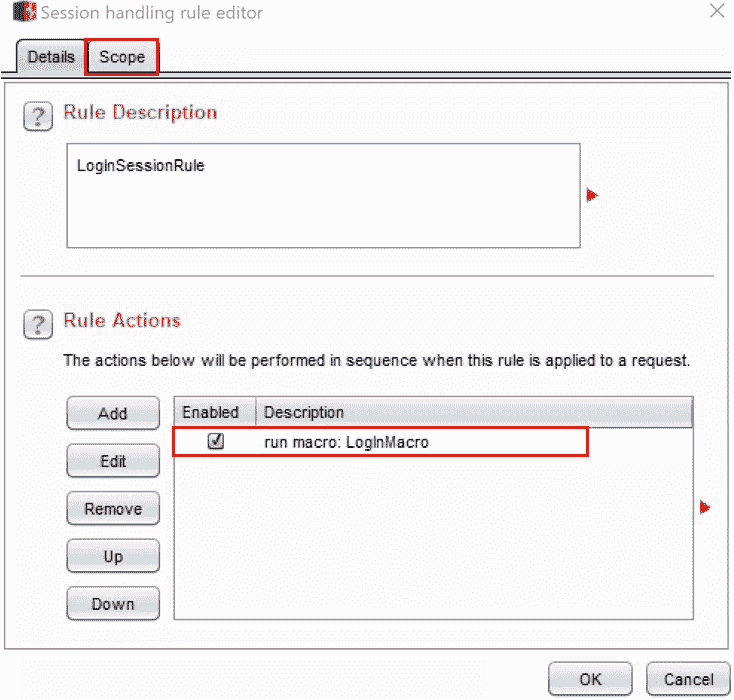 Session handling rule editor
Details Scope
? Rule Description
LogInSessionRule
? Rule Actions
The actions below will be performed in sequence when this rule is applied to a request.
Add
Enabled Description
run macro: LogInMacro
Edit
Remove
Up
Down
OK Cancel